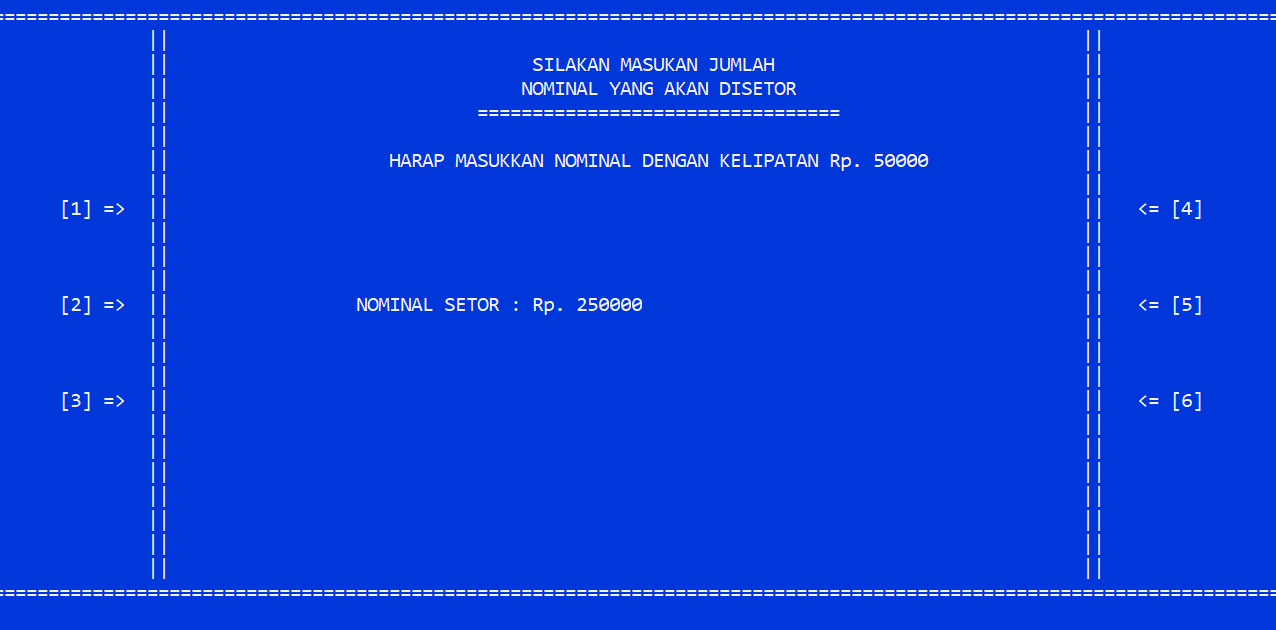 SILAKAN MASUKAN JUMLAH
NOMINAL YANG AKAN DISETOR
=================================
HARAP MASUKKAN NOMINAL DENGAN KELIPATAN Rp. 50000
[1] => <= [4]
[2] => NOMINAL SETOR : Rp. 250000 <= [5]
[3] => <= [6]